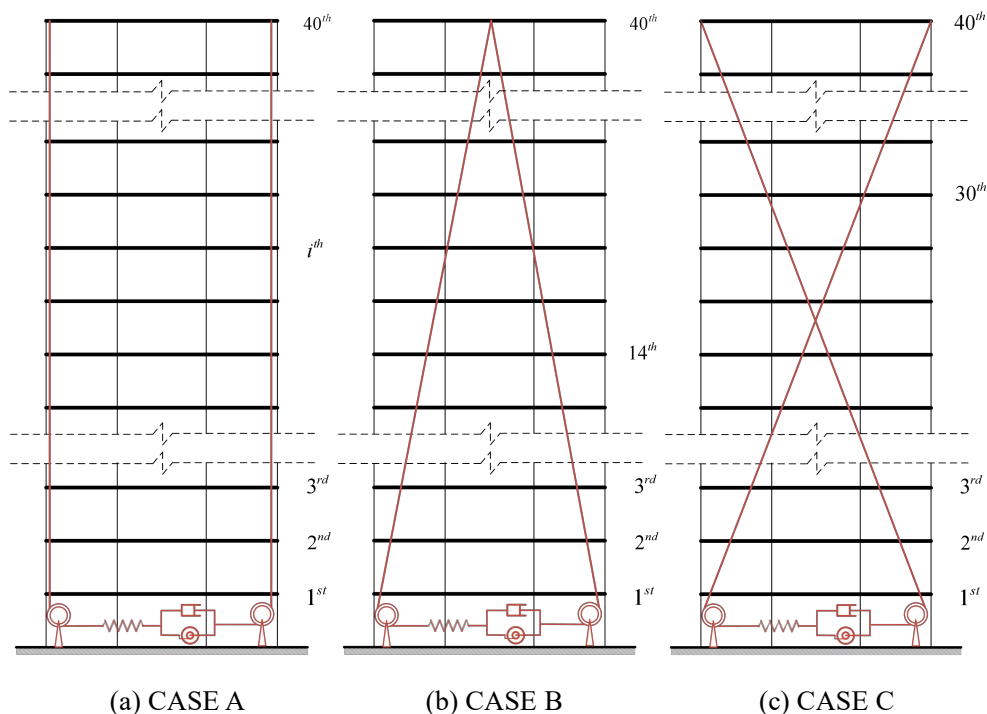 40th 40th 40th
30th
ith
14th
3rd 3rd 3rd
2nd 2nd 2nd
1st 1st 1st
(a) CASE A (b) CASE B (c) CASE C